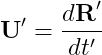 U′ = dR′/dt′